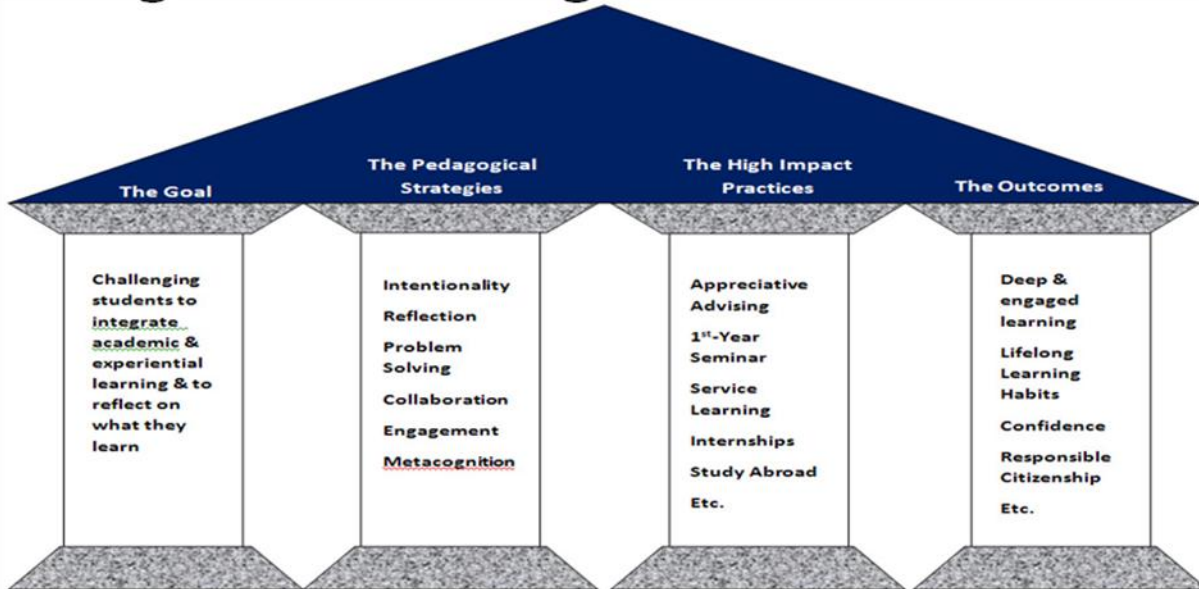 The Goal
Challenging
students to
integrate
academic &
experiential
learning & to
reflect on
what they
learn
The Pedagogical
Strategies
Intentionality
Reflection
Problem
Solving
Collaboration
Engagement
Metacognition
The High Impact
Practices
Appreciative
Advising
1st-Year
Seminar
Service
Learning
Internships
Study Abroad
Etc.
The Outcomes
Deep &
engaged
learning
Lifelong
Learning
Habits
Confidence
Responsible
Citizenship
Etc.